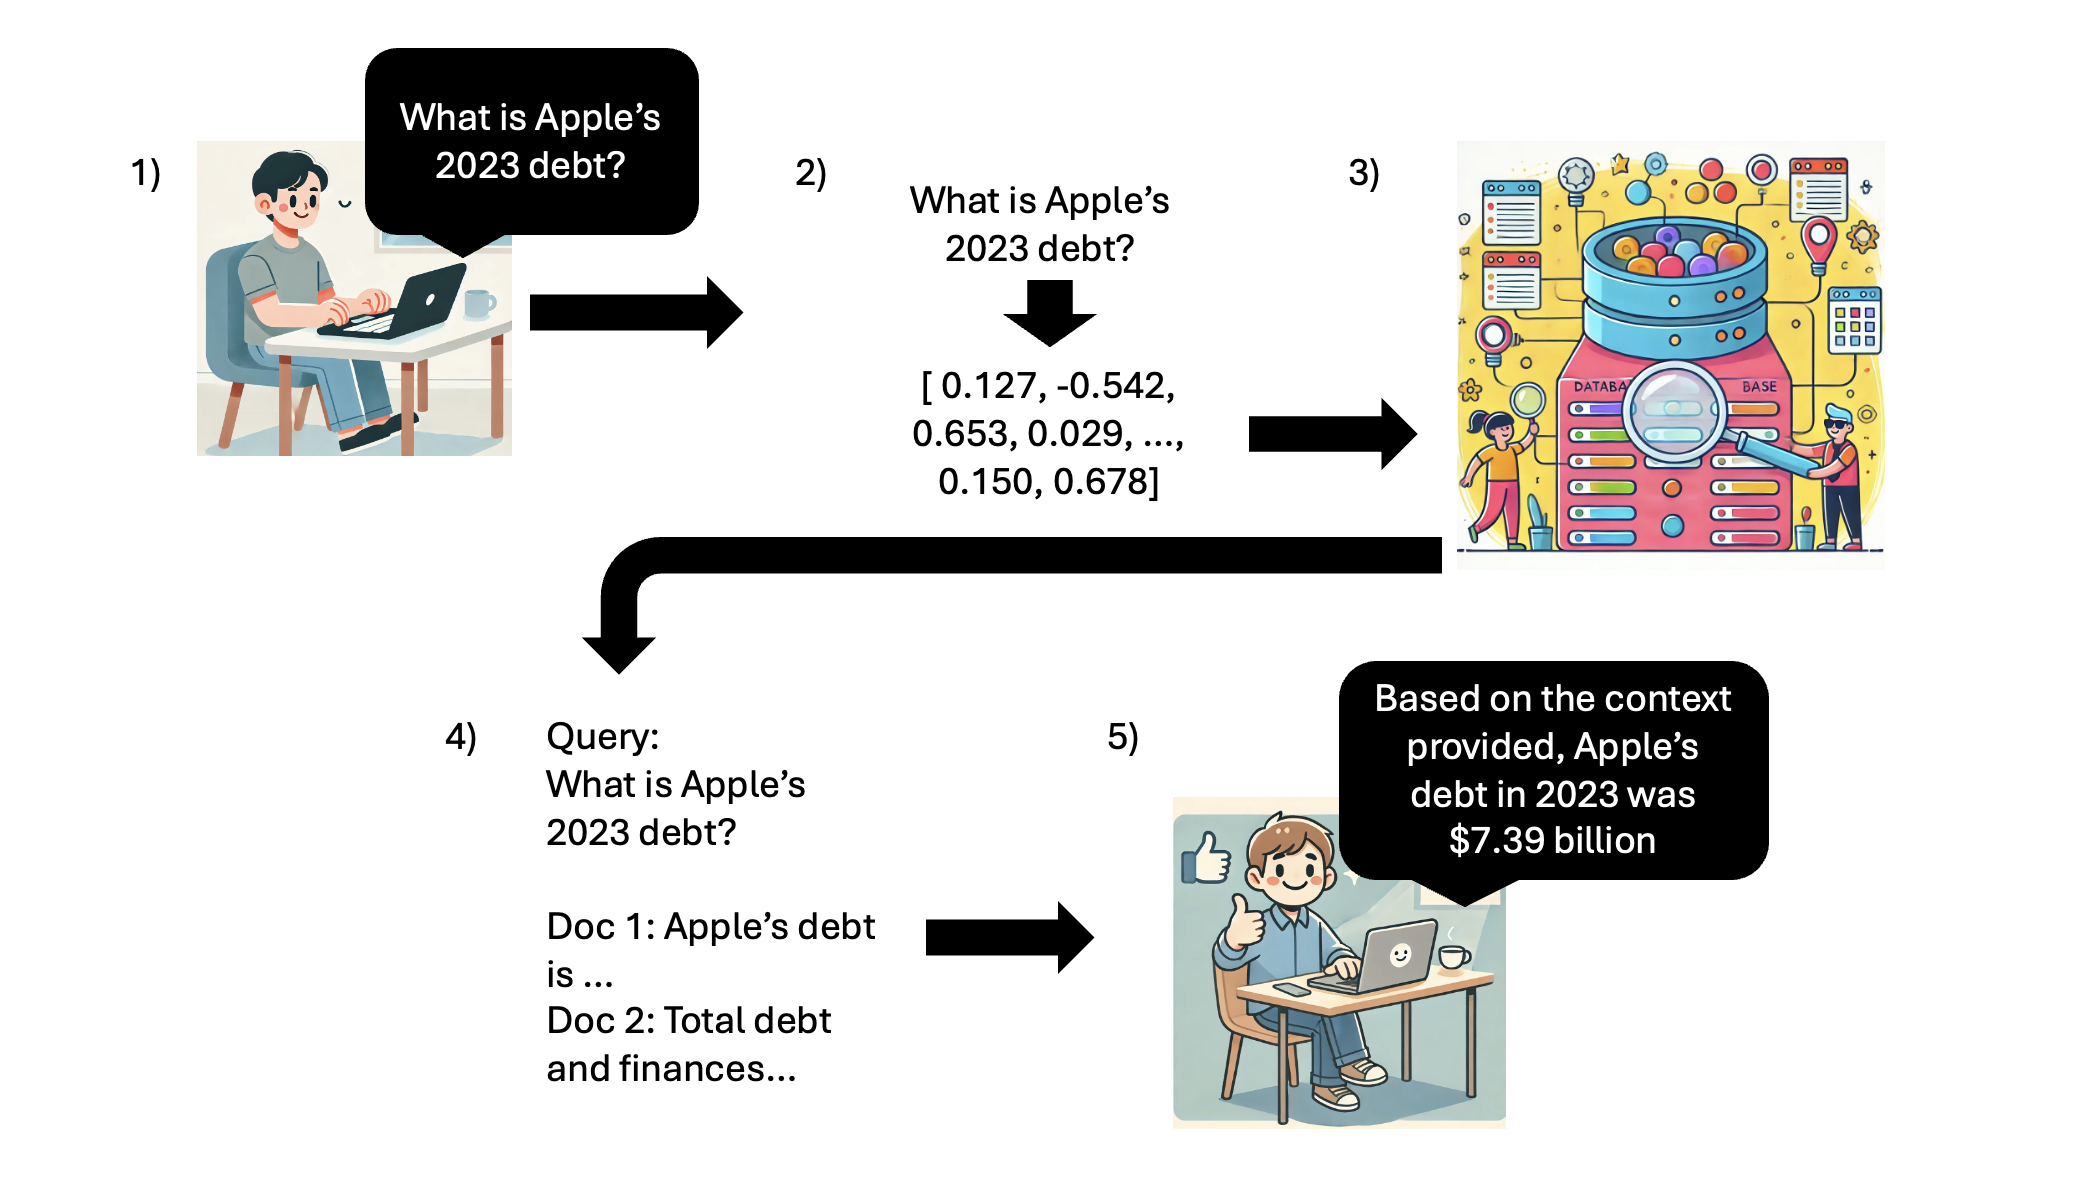 1)
What is Apple’s
2023 debt?
2)
What is Apple’s
2023 debt?
[ 0.127, -0.542,
0.653, 0.029, ...,
0.150, 0.678]
3)
DATABA
BASE
4)
Query:
What is Apple’s
2023 debt?
Doc 1: Apple’s debt
is ...
Doc 2: Total debt
and finances...
5)
Based on the context
provided, Apple’s
debt in 2023 was
$7.39 billion